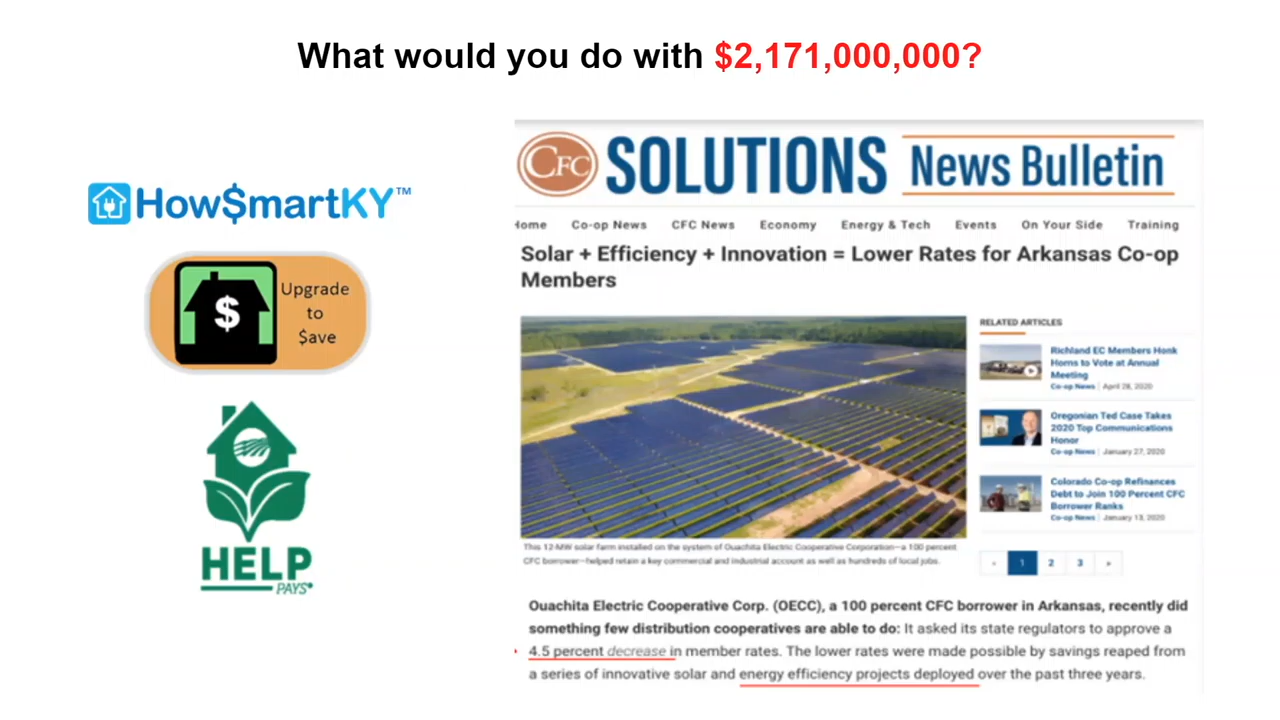 What would you do with $2,171,000,000?
How$martKY™
Upgrade
to
$ave
$
HELP
PAYS®
CFC SOLUTIONS News Bulletin
Home Co-op News CFC News Economy Energy & Tech Events On Your Side Training
Solar + Efficiency + Innovation = Lower Rates for Arkansas Co-op
Members
RELATED ARTICLES
Richland EC Members Honk
Horns to Vote at Annual
Meeting
Co-op News | April 28, 2020
Oregonian Ted Case Takes
2020 Top Communications
Honor
Co-op News | January 27, 2020
Colorado Co-op Refinances
Debt to Join 100 Percent CFC
Borrower Ranks
Co-op News | January 13, 2020
This 12-MW solar farm installed on the system of Ouachita Electric Cooperative Corporation—a 100 percent
CFC borrower—helped retain a key commercial and industrial account as well as hundreds of local jobs.
« 1 2 3 »
Ouachita Electric Cooperative Corp. (OECC), a 100 percent CFC borrower in Arkansas, recently did
something few distribution cooperatives are able to do: It asked its state regulators to approve a
4.5 percent decrease in member rates. The lower rates were made possible by savings reaped from
a series of innovative solar and energy efficiency projects deployed over the past three years.